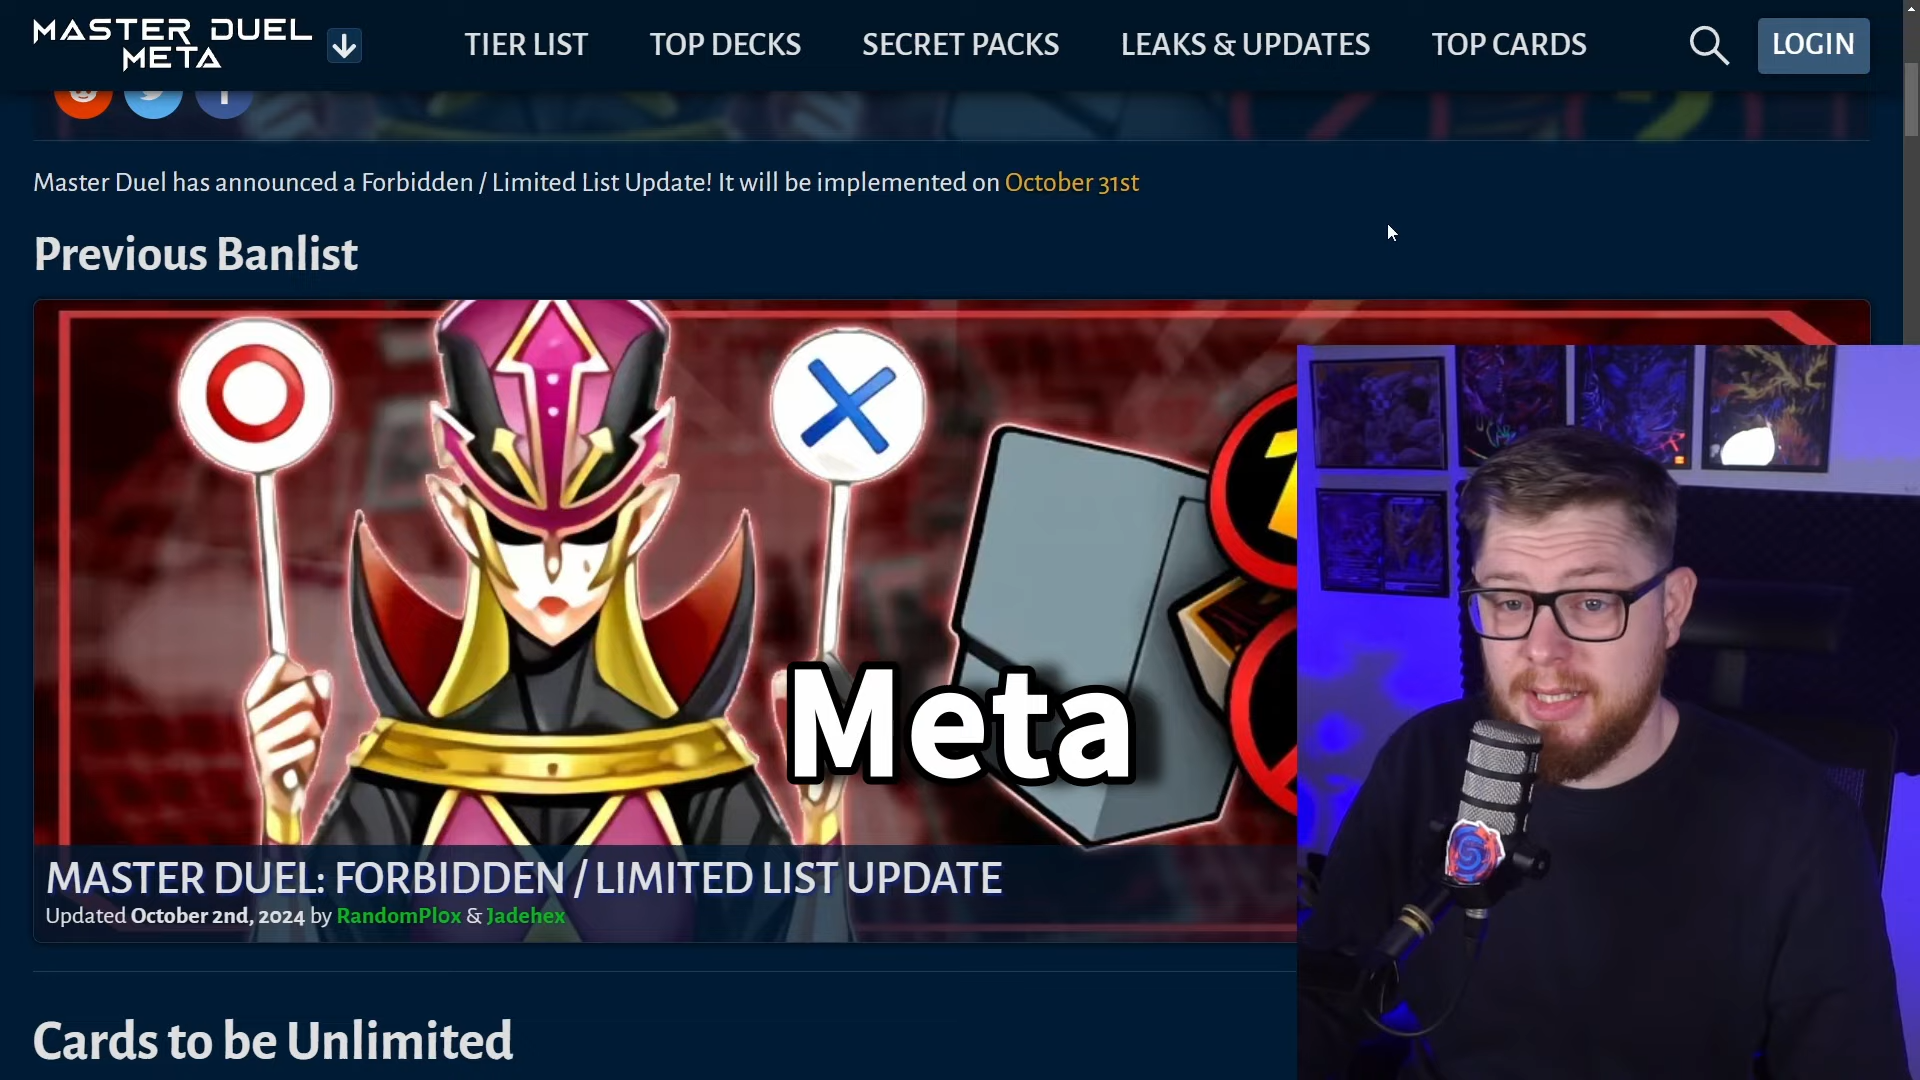 MASTER DUEL
META
TIER LIST
TOP DECKS
SECRET PACKS
LEAKS & UPDATES
TOP CARDS
LOGIN
Master Duel has announced a Forbidden / Limited List Update! It will be implemented on October 31st
Previous Banlist
Meta
MASTER DUEL: FORBIDDEN / LIMITED LIST UPDATE
Updated October 2nd, 2024 by RandomPl0x & Jadehex
Cards to be Unlimited